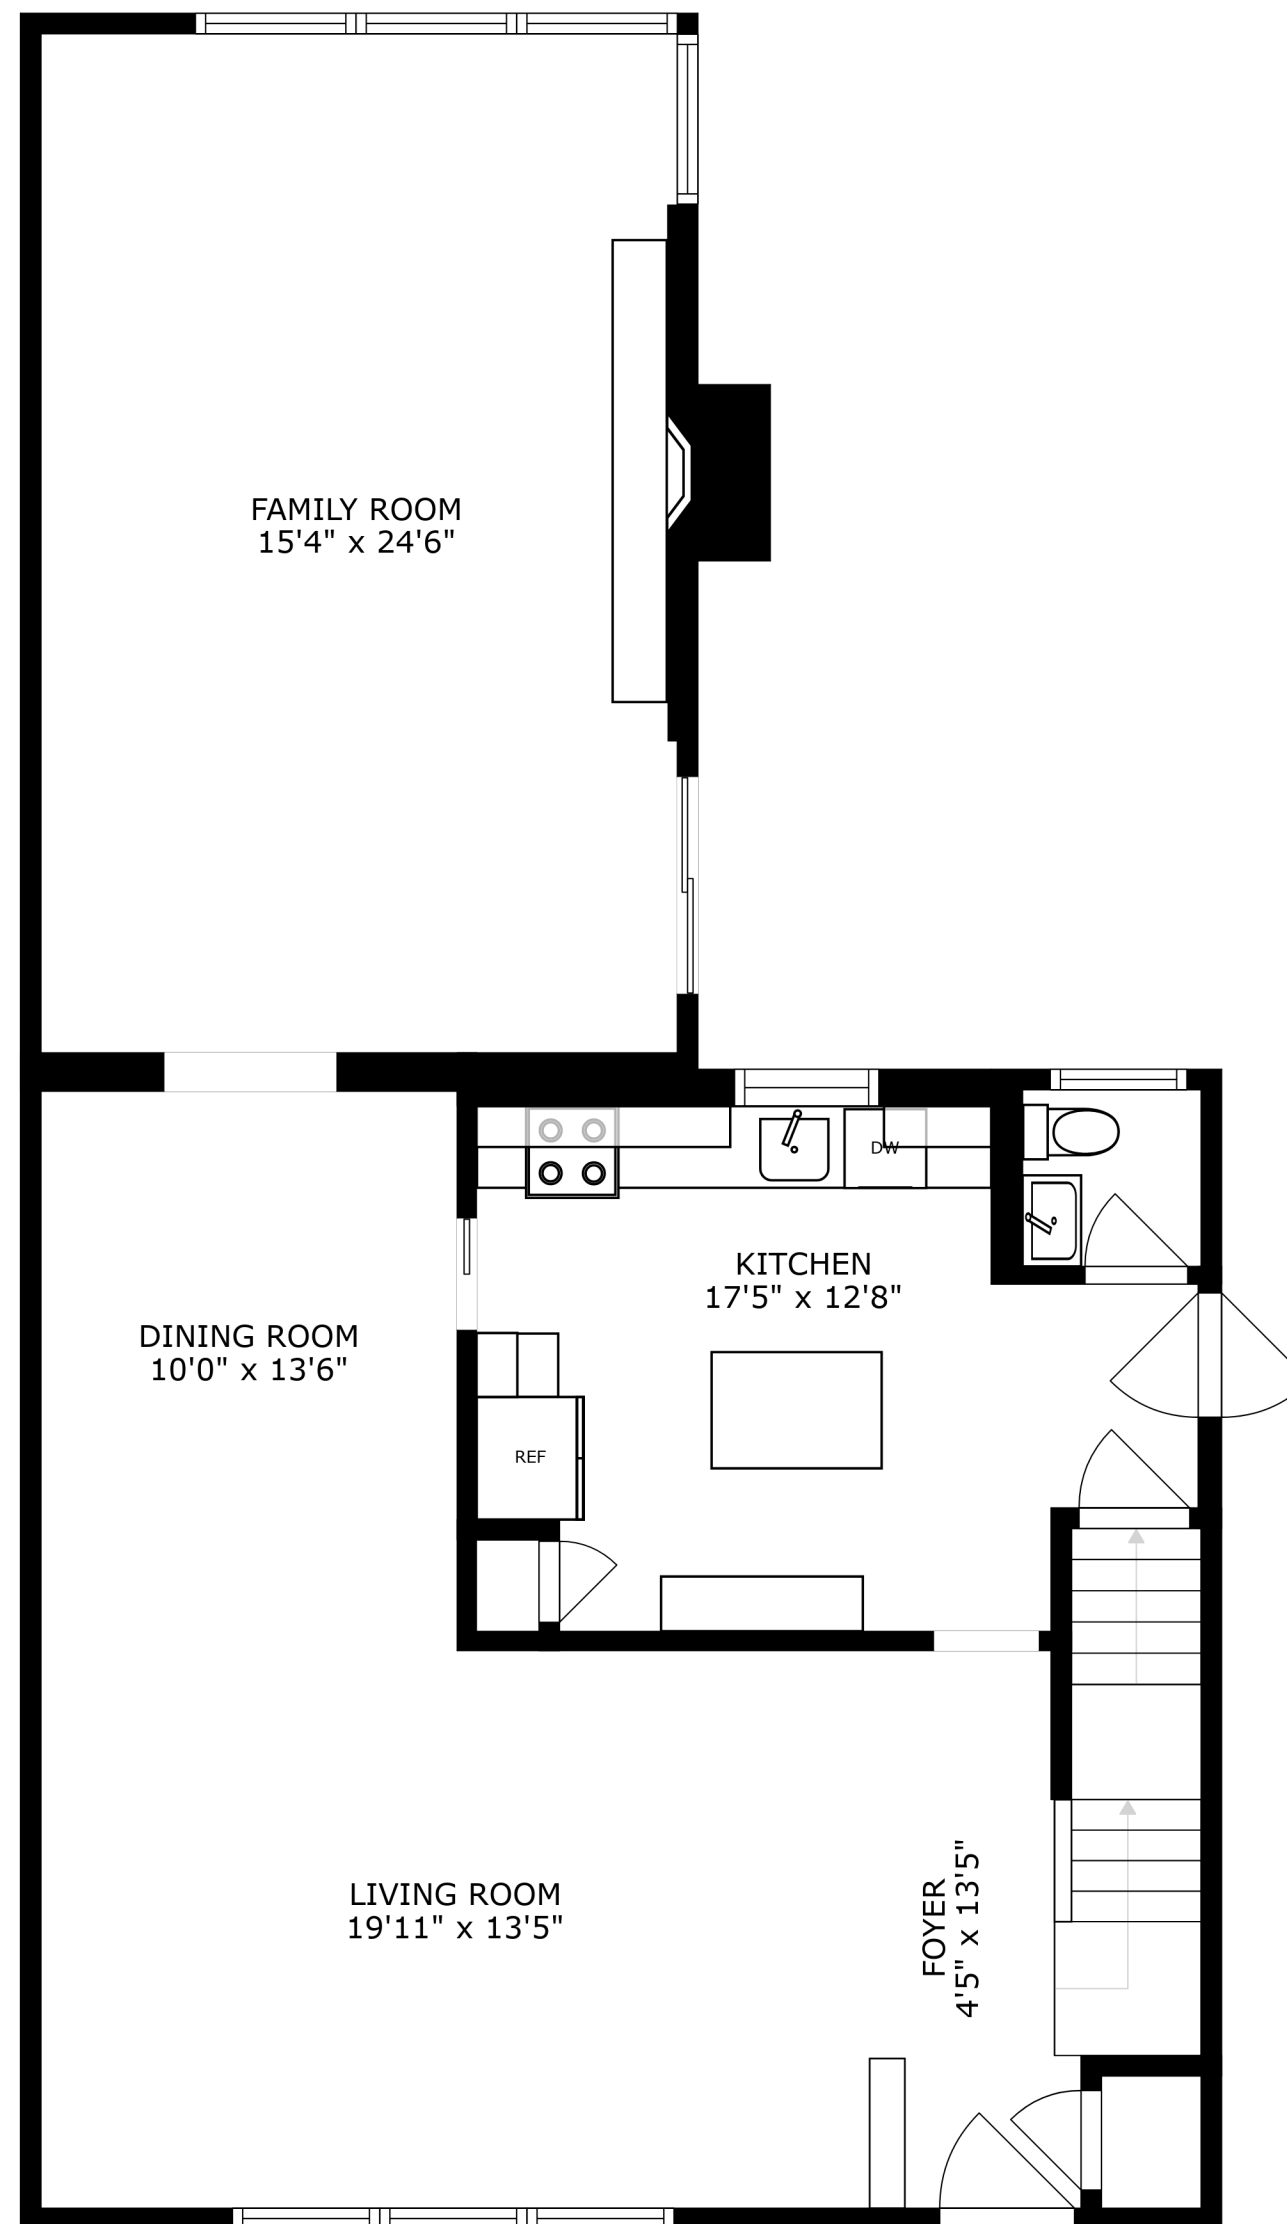 FAMILY ROOM
15'4" x 24'6"
DW
KITCHEN
17'5" x 12'8"
DINING ROOM
10'0" x 13'6"
REF
LIVING ROOM
19'11" x 13'5"
FOYER
4'5" x 13'5"